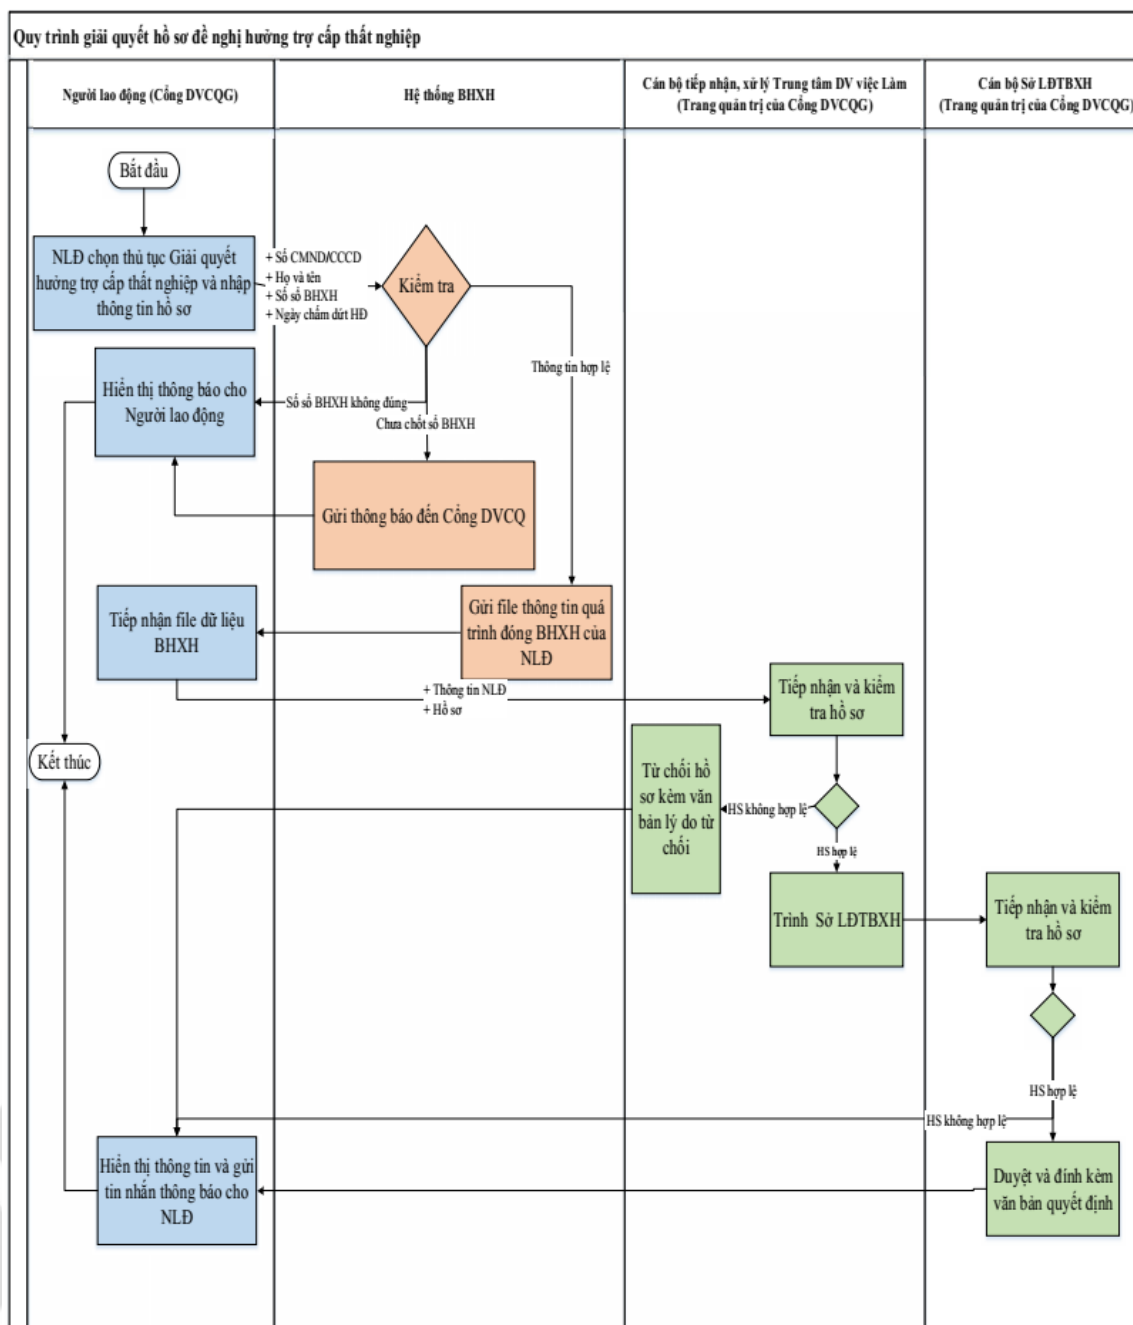 Quy trình giải quyết hồ sơ đề nghị hưởng trợ cấp thất nghiệp
Người lao động (Cổng DVCQG)
Hệ thống BHXH
Cán bộ tiếp nhận, xử lý Trung tâm DV việc Làm
(Trang quản trị của Cổng DVCQG)
Cán bộ Sở LĐTBXH
(Trang quản trị của Cổng DVCQG)
Bắt đầu
NLĐ chọn thủ tục Giải quyết
hưởng trợ cấp thất nghiệp và nhập
thông tin hồ sơ
+ Số CMND/CCCD
+ Họ và tên
+ Số sổ BHXH
+ Ngày chấm dứt HĐ
Kiểm tra
Thông tin hợp lệ
Hiển thị thông báo cho
Người lao động
Số sổ BHXH không đúng
Chưa chốt sổ BHXH
Gửi thông báo đến Cổng DVCQ
Tiếp nhận file dữ liệu
BHXH
Gửi file thông tin quá
trình đóng BHXH của
NLĐ
+ Thông tin NLĐ
+ Hồ sơ
Tiếp nhận và kiểm
tra hồ sơ
Kết thúc
Từ chối hồ
sơ kèm văn
bản lý do từ
chối
HS không hợp lệ
HS hợp lệ
Trình Sở LĐTBXH
Tiếp nhận và kiểm
tra hồ sơ
HS hợp lệ
HS không hợp lệ
Hiển thị thông tin và gửi
tin nhắn thông báo cho
NLĐ
Duyệt và đính kèm
văn bản quyết định